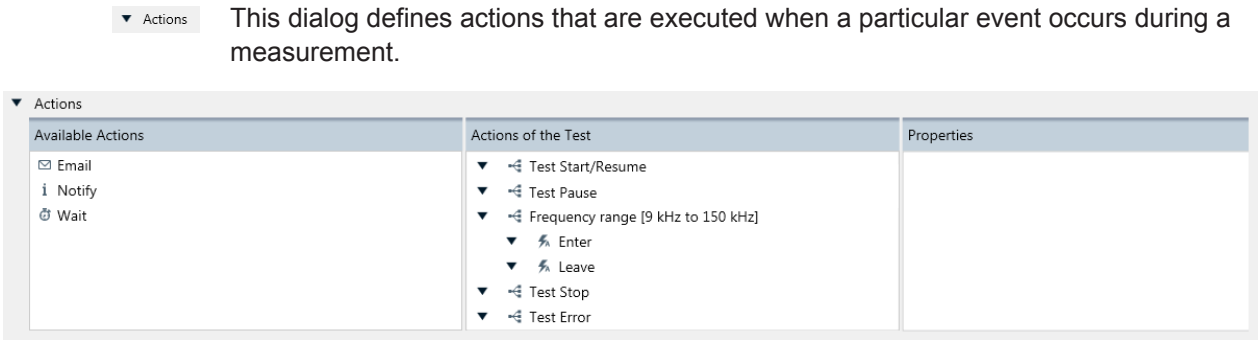 Actions
This dialog defines actions that are executed when a particular event occurs during a
measurement.
Actions
Available Actions
Actions of the Test
Properties
Email
Notify
Wait
Test Start/Resume
Test Pause
Frequency range [9 kHz to 150 kHz]
Enter
Leave
Test Stop
Test Error